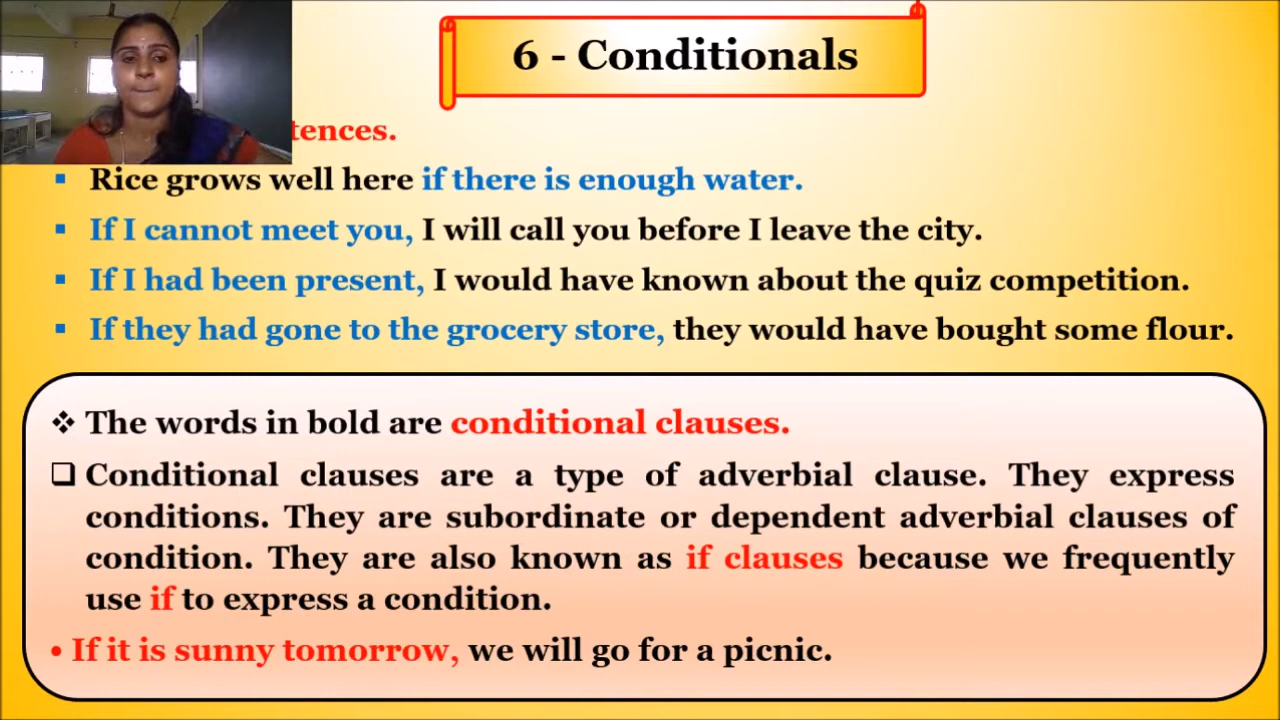 6 - Conditionals
tences.
▪ Rice grows well here if there is enough water.
▪ If I cannot meet you, I will call you before I leave the city.
▪ If I had been present, I would have known about the quiz competition.
▪ If they had gone to the grocery store, they would have bought some flour.
❖ The words in bold are conditional clauses.
❑ Conditional clauses are a type of adverbial clause. They express
conditions. They are subordinate or dependent adverbial clauses of
condition. They are also known as if clauses because we frequently
use if to express a condition.
• If it is sunny tomorrow, we will go for a picnic.